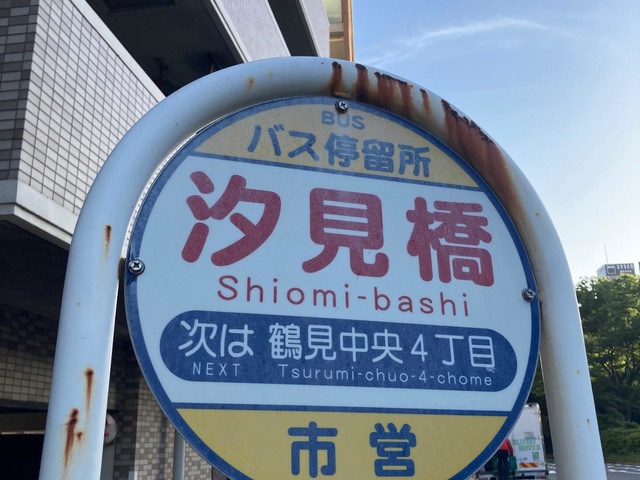 BUS
バス停留所
汐見橋
Shiomi-bashi
次は 鶴見中央4丁目
NEXT Tsurumi-chuo-4-chome
市営